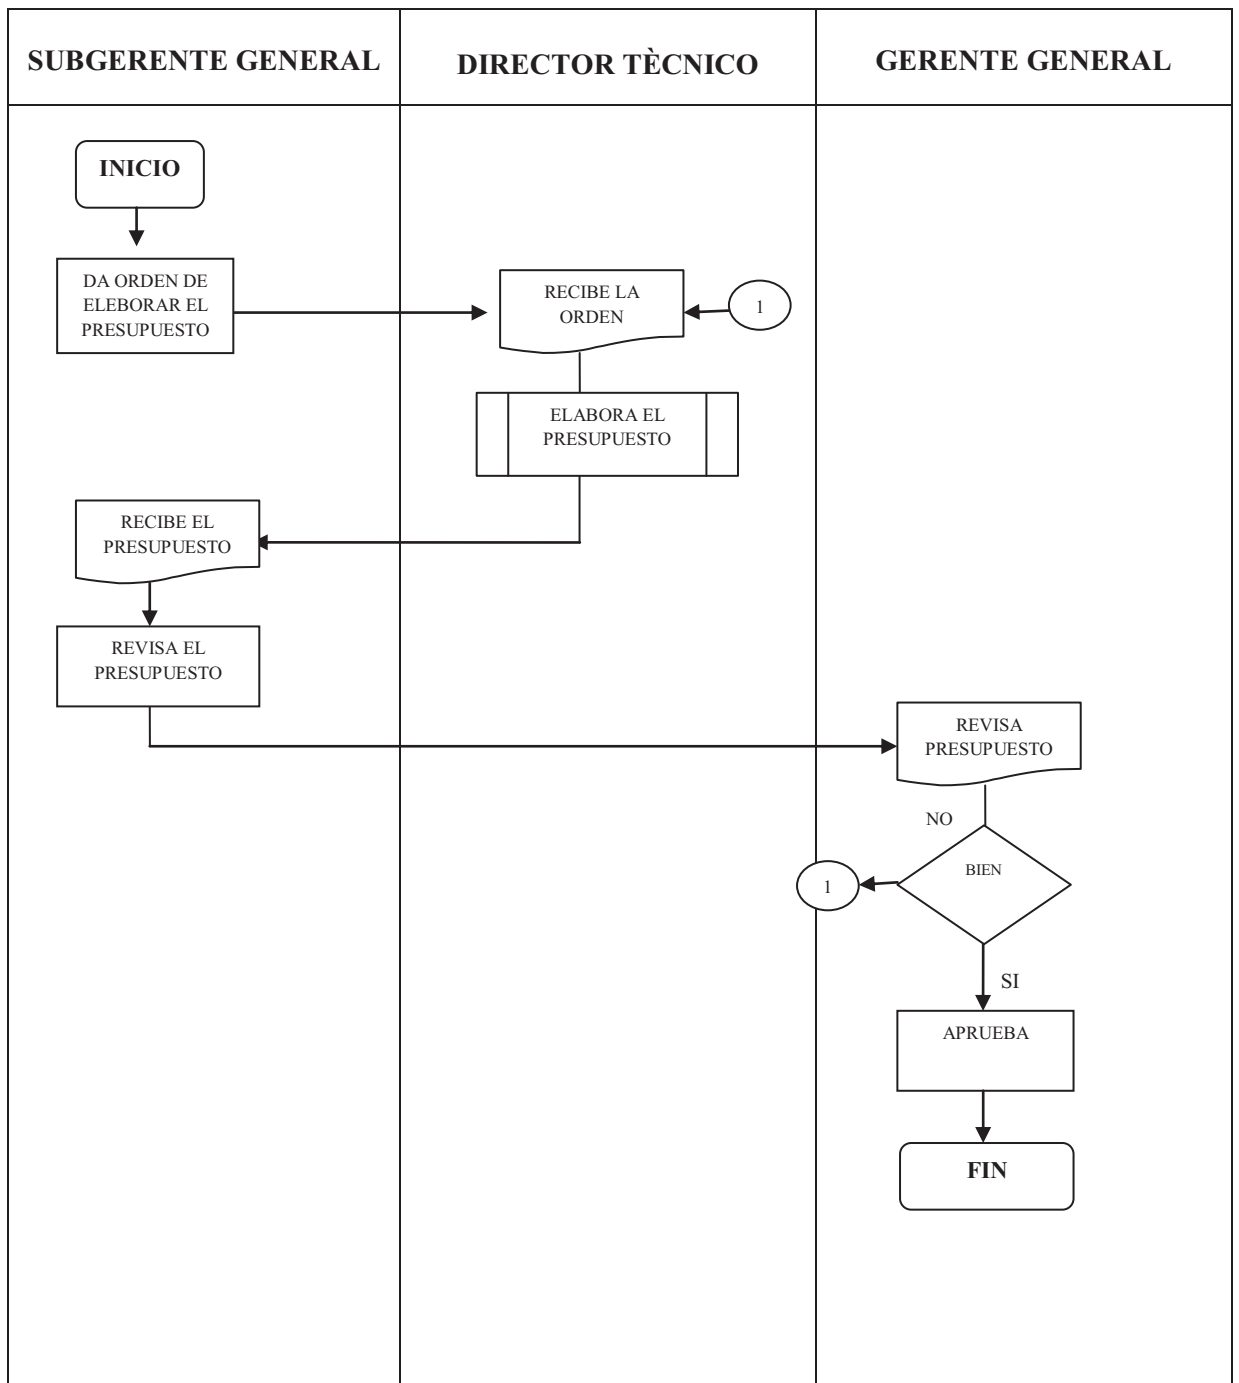 SUBGERENTE GENERAL
DIRECTOR TÈCNICO
GERENTE GENERAL
INICIO
DA ORDEN DE
ELEBORAR EL
PRESUPUESTO
RECIBE LA
ORDEN
1
ELABORA EL
PRESUPUESTO
RECIBE EL
PRESUPUESTO
REVISA EL
PRESUPUESTO
REVISA
PRESUPUESTO
NO
BIEN
1
SI
APRUEBA
FIN